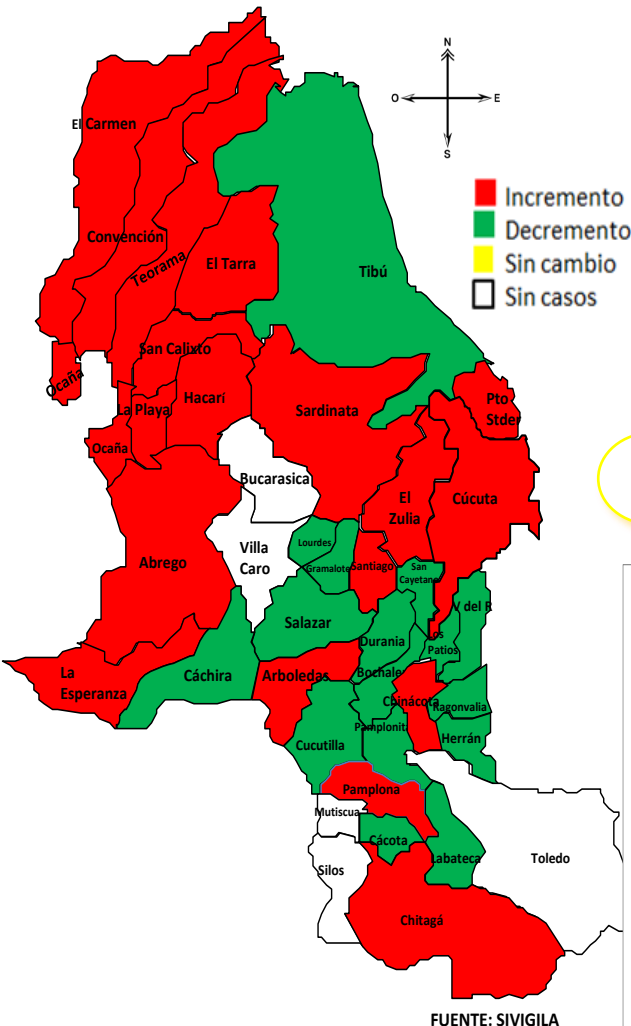 N
O
E
S
Incremento
Decremento
Sin cambio
Sin casos
El Carmen
Convención
Teorama
El Tarra
Tibú
San Calixto
Ocaña
La Playa
Hacarí
Sardinata
Pto
Stder
Ocaña
Bucarasica
El
Zulia
Cúcuta
Abrego
Villa
Caro
Lourdes
Gramalote
Santiago
San
Cayetano
V del R
Salazar
Durania
Los
Patios
La
Esperanza
Cáchira
Arboledas
Bochale
Chinácota
Ragonvalia
Pamplonit
Herrán
Cucutilla
Pamplona
Mutiscua
Cácota
Labateca
Toledo
Silos
Chitagá
FUENTE: SIVIGILA